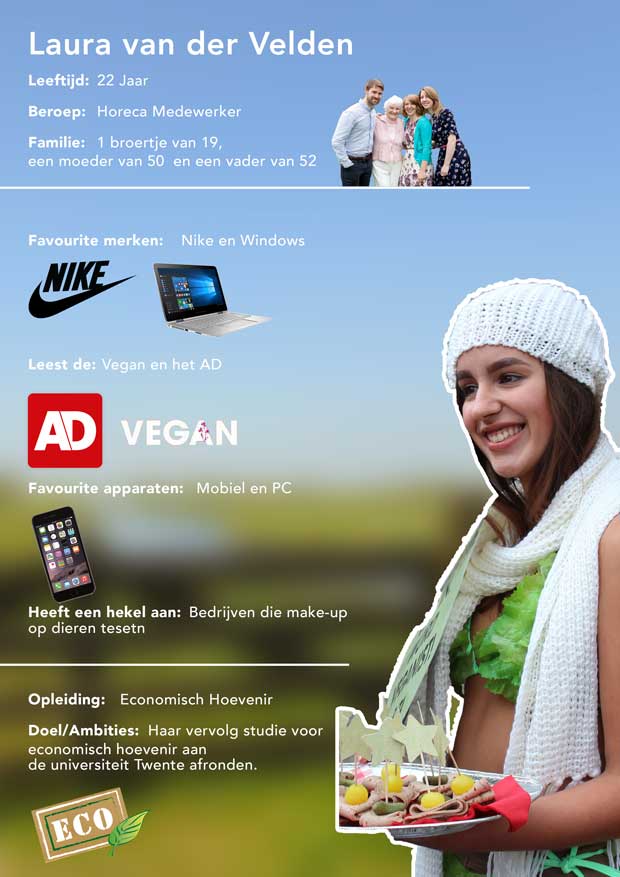 Laura van der Velden
Leeftijd: 22 Jaar
Beroep: Horeca Medewerker
Familie: 1 broertje van 19,
een moeder van 50 en een vader van 52
Favourite merken: Nike en Windows
NIKE
Leest de: Vegan en het AD
AD
VEGAN
Favourite apparaten: Mobiel en PC
Heeft een hekel aan: Bedrijven die make-up
op dieren tesetn
Opleiding: Economisch Hoevenir
Doel/Ambities: Haar vervolg studie voor
economisch hoevenir aan
de universiteit Twente afronden.
ECO